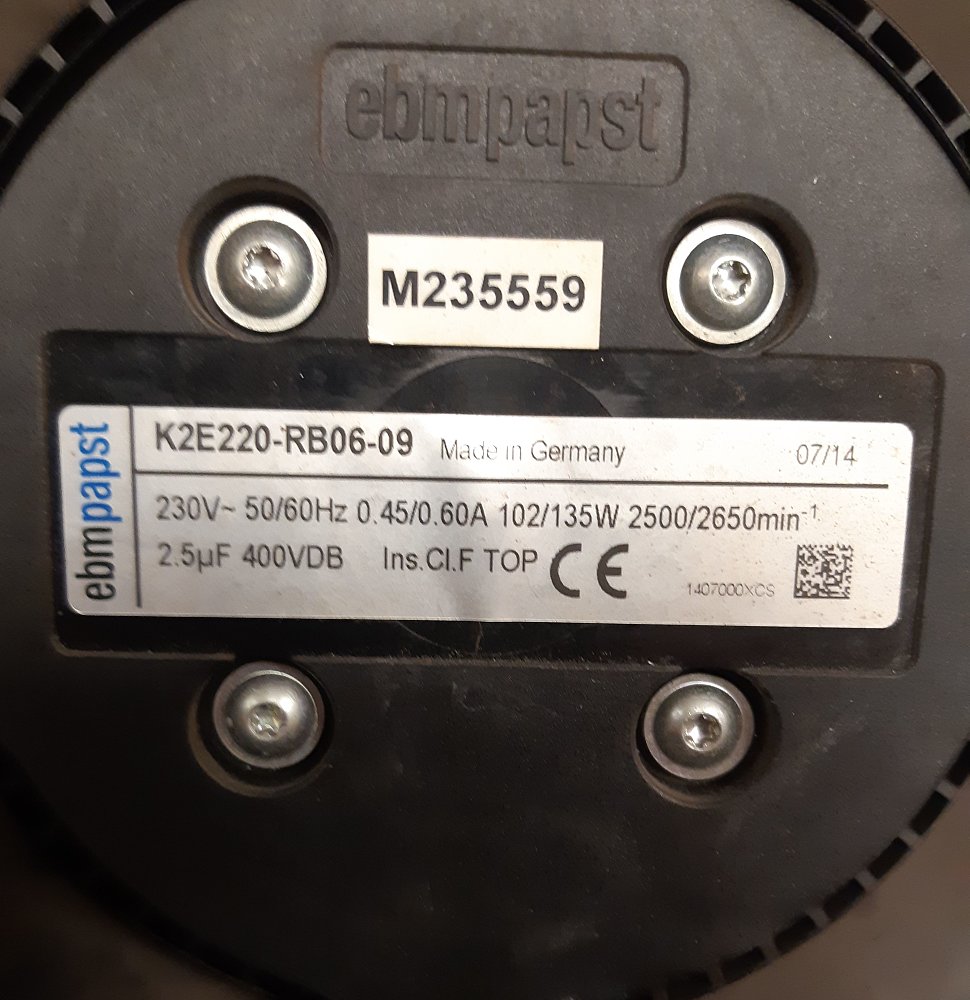 ebmpapst
M235559
ebmpapst
K2E220-RB06-09 Made in Germany 07/14
230V~ 50/60Hz 0.45/0.60A 102/135W 2500/2650min-1
2.5µF 400VDB Ins.Cl.F TOP CE
1407000XCS